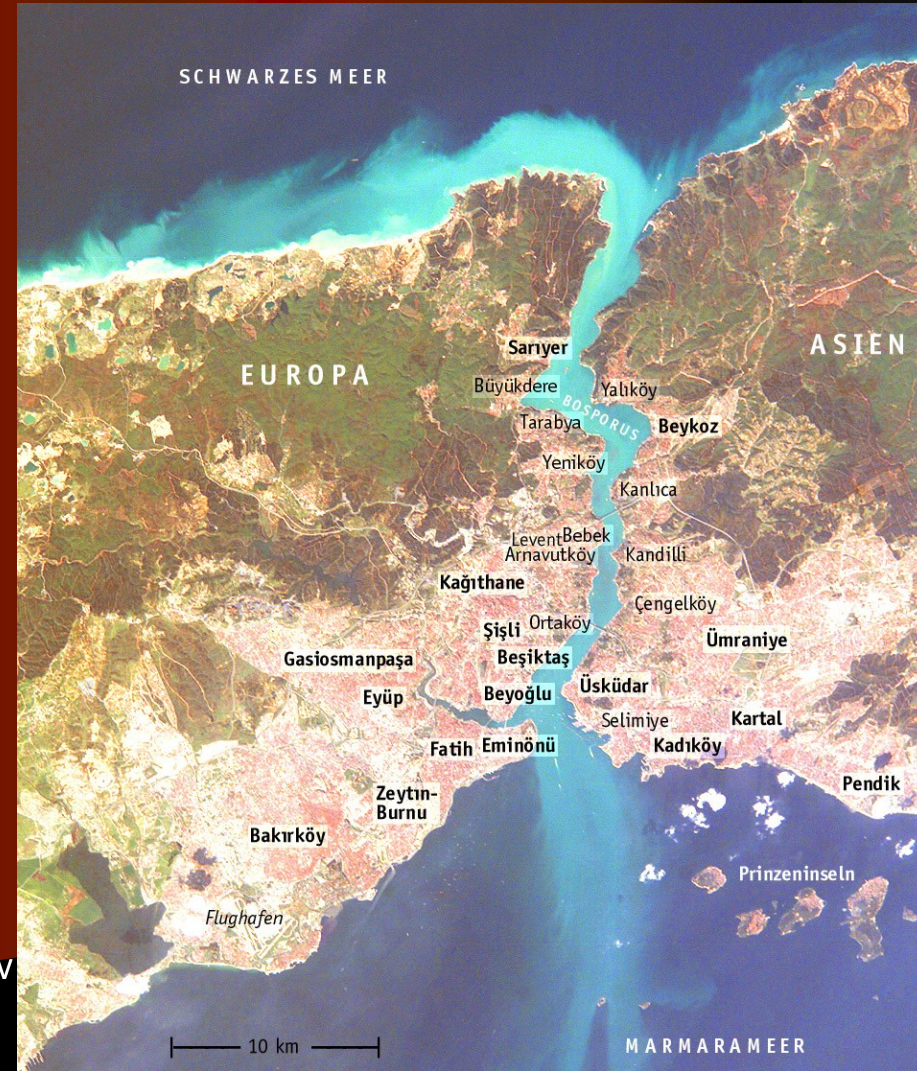 SCHWARZES MEER
ASIEN
EUROPA
Sarıyer
Büyükdere
Yalıköy
BOSPORUS
Tarabya
Beykoz
Yeniköy
Kanlıca
Levent
Bebek
Arnavutköy
Kandilli
Kağıthane
Çengelköy
Ortaköy
Şişli
Ümraniye
Gasiosmanpaşa
Beşiktaş
Eyüp
Beyoğlu
Üsküdar
Selimiye
Kartal
Fatih
Eminönü
Kadıköy
Pendik
Zeytın-
Burnu
Bakırköy
Prinzeninseln
Flughafen
v
10 km
MARMARAMEER